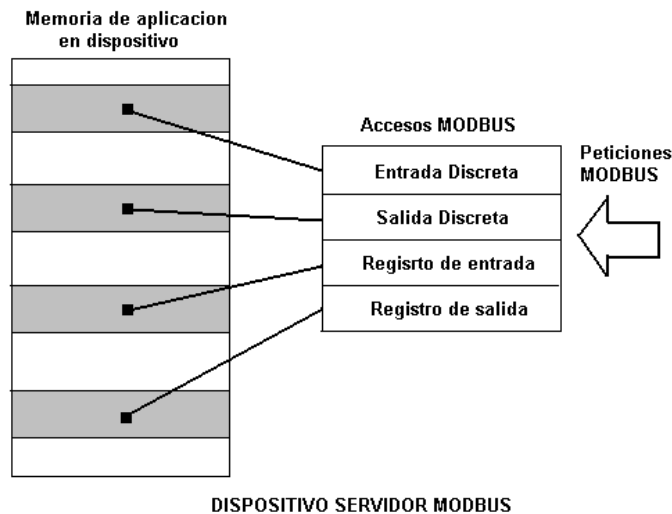 Memoria de aplicacion
en dispositivo
Accesos MODBUS
Entrada Discreta
Salida Discreta
Regisrto de entrada
Registro de salida
Peticiones
MODBUS
DISPOSITIVO SERVIDOR MODBUS